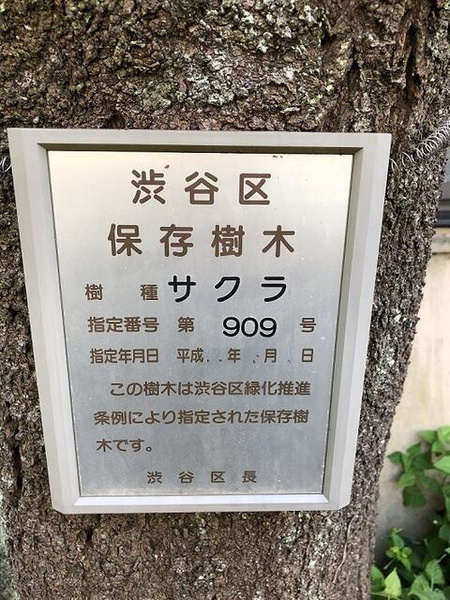 渋谷区
保存樹木
樹種 サクラ
指定番号 第 909 号
指定年月日 平成 年 月 日
この樹木は渋谷区緑化推進
条例により指定された保存樹
木です。
渋谷区長